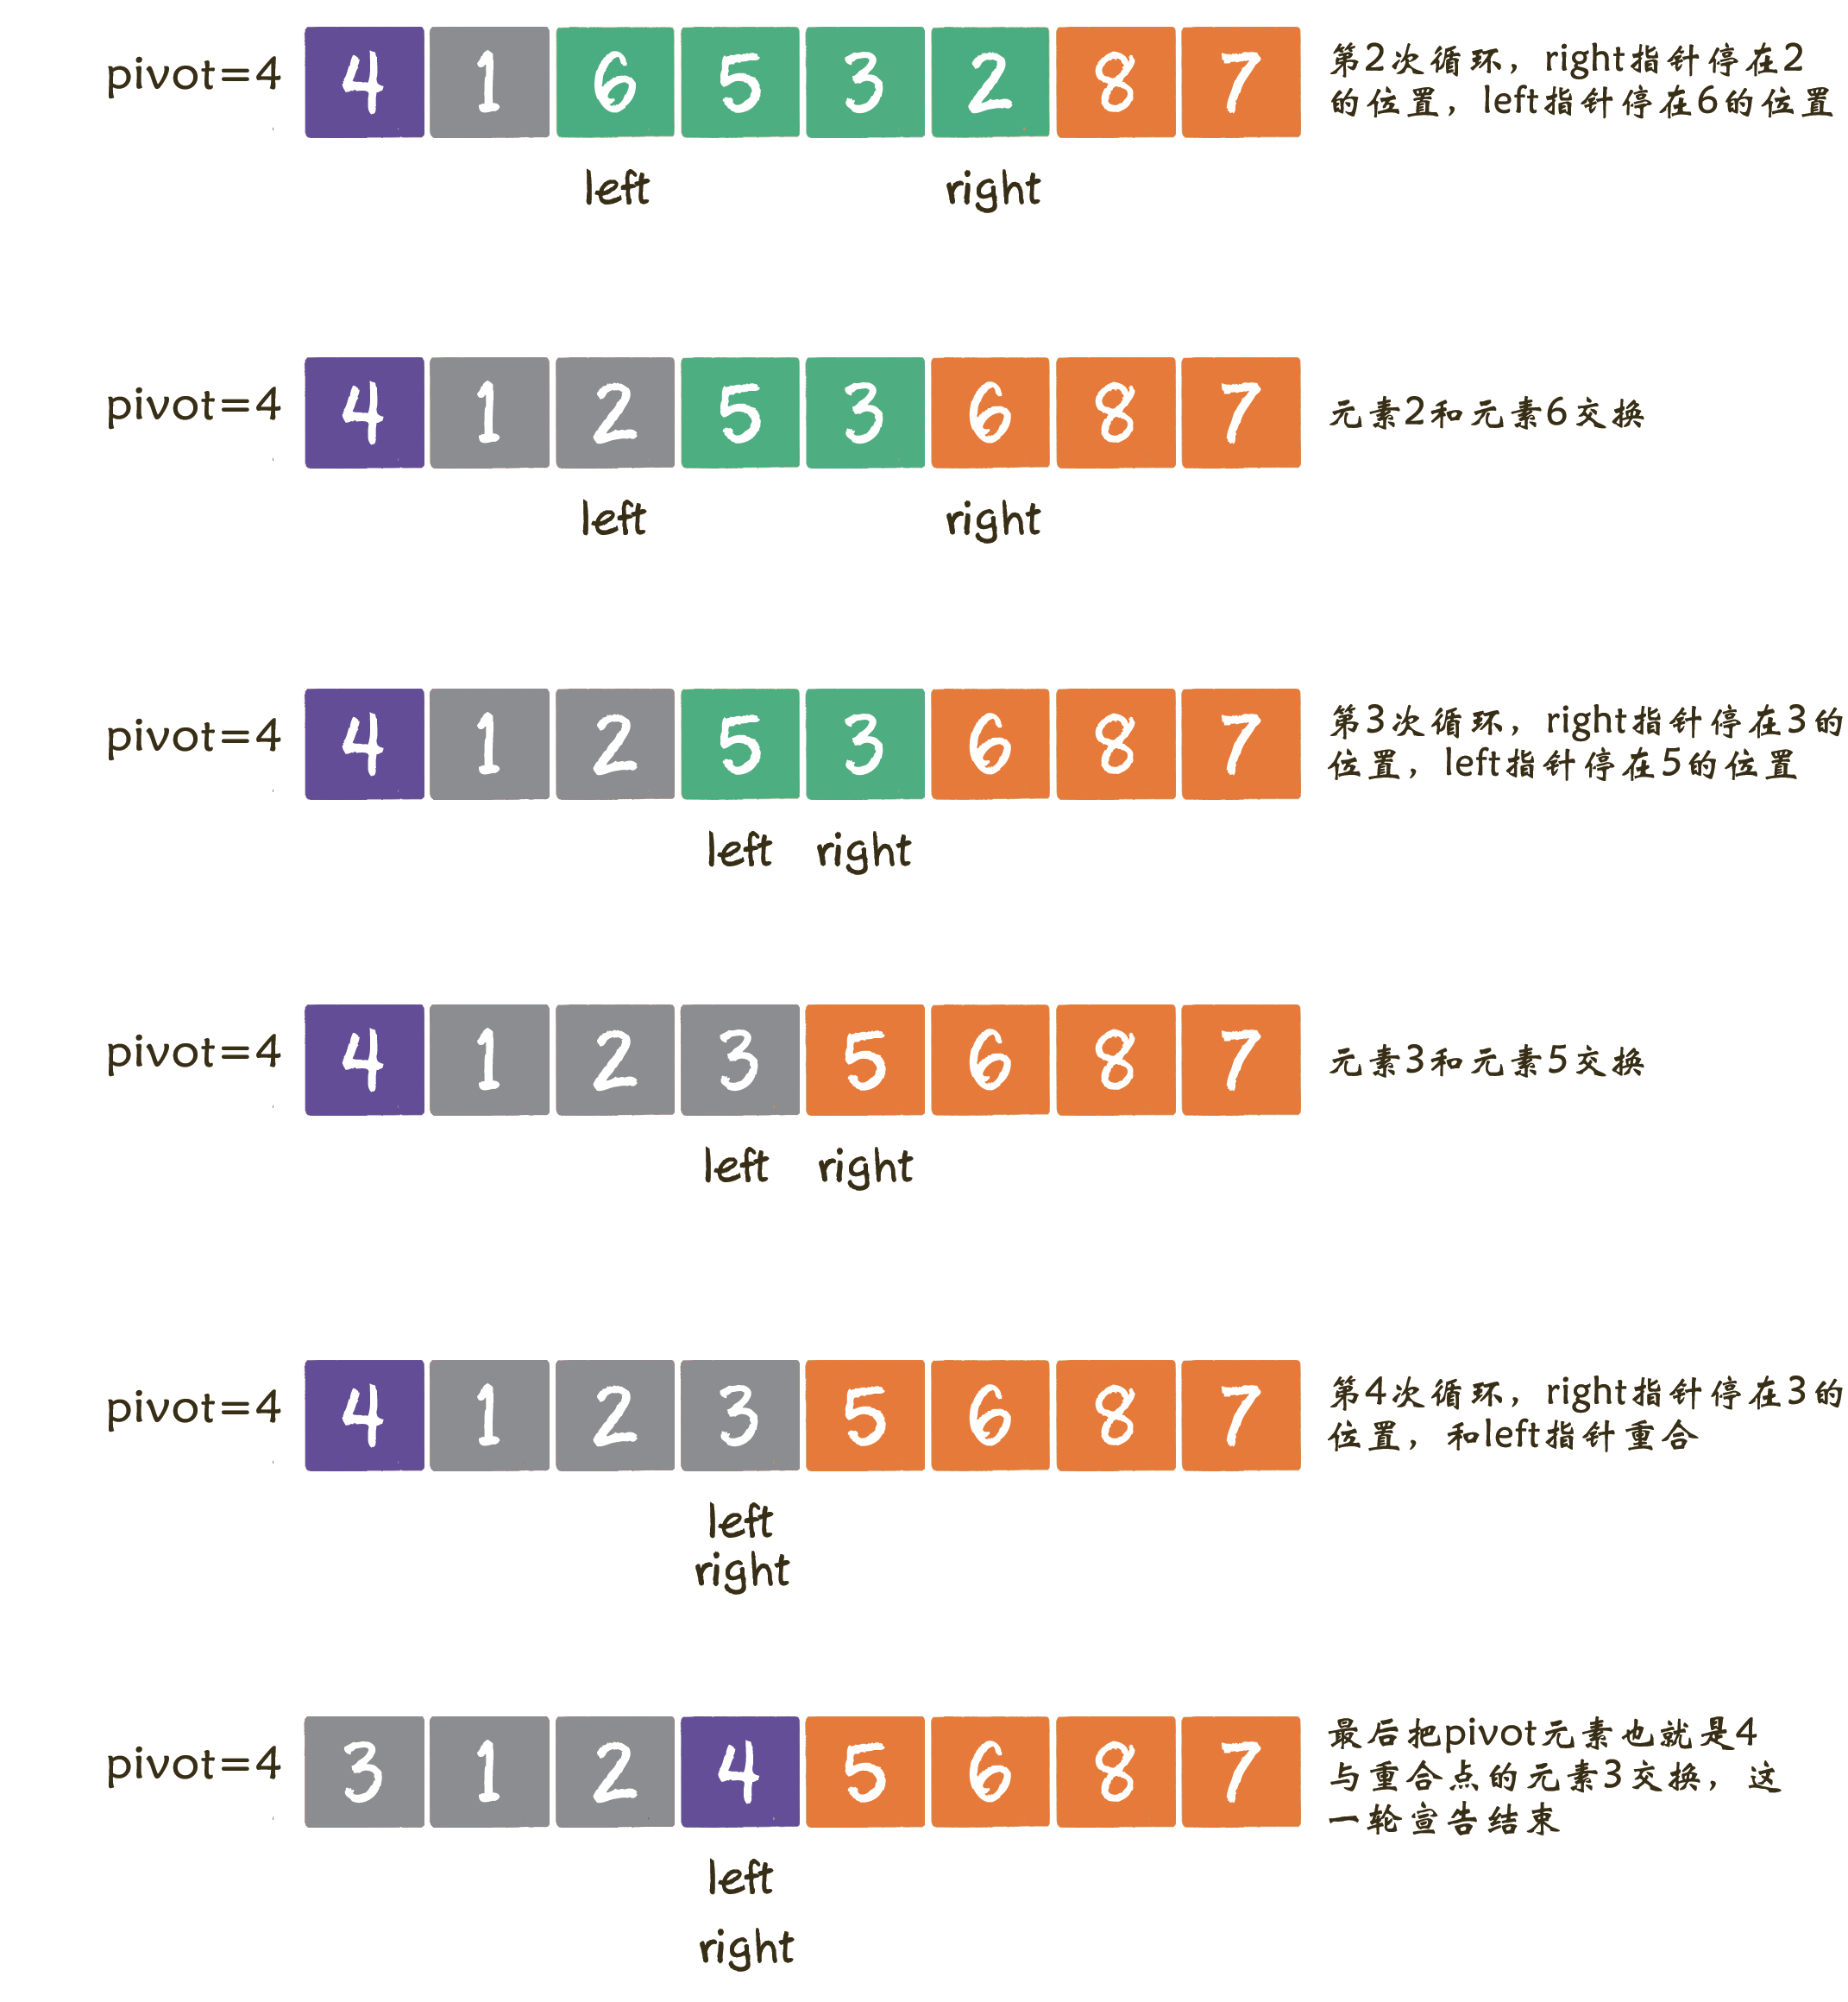 pivot=4 4 1 6 5 3 2 8 7 第2次循环，right指针停在2
的位置，left指针停在6的位置
left right
pivot=4 4 1 2 5 3 6 8 7 元素2和元素6交换
left right
pivot=4 4 1 2 5 3 6 8 7 第3次循环，right指针停在3的
位置，left指针停在5的位置
left right
pivot=4 4 1 2 3 5 6 8 7 元素3和元素5交换
left right
pivot=4 4 1 2 3 5 6 8 7 第4次循环，right指针停在3的
位置，和left指针重合
left
right
pivot=4 3 1 2 4 5 6 8 7 最后把pivot元素也就是4
与重合点的元素3交换，这
一轮宣告结束
left
right